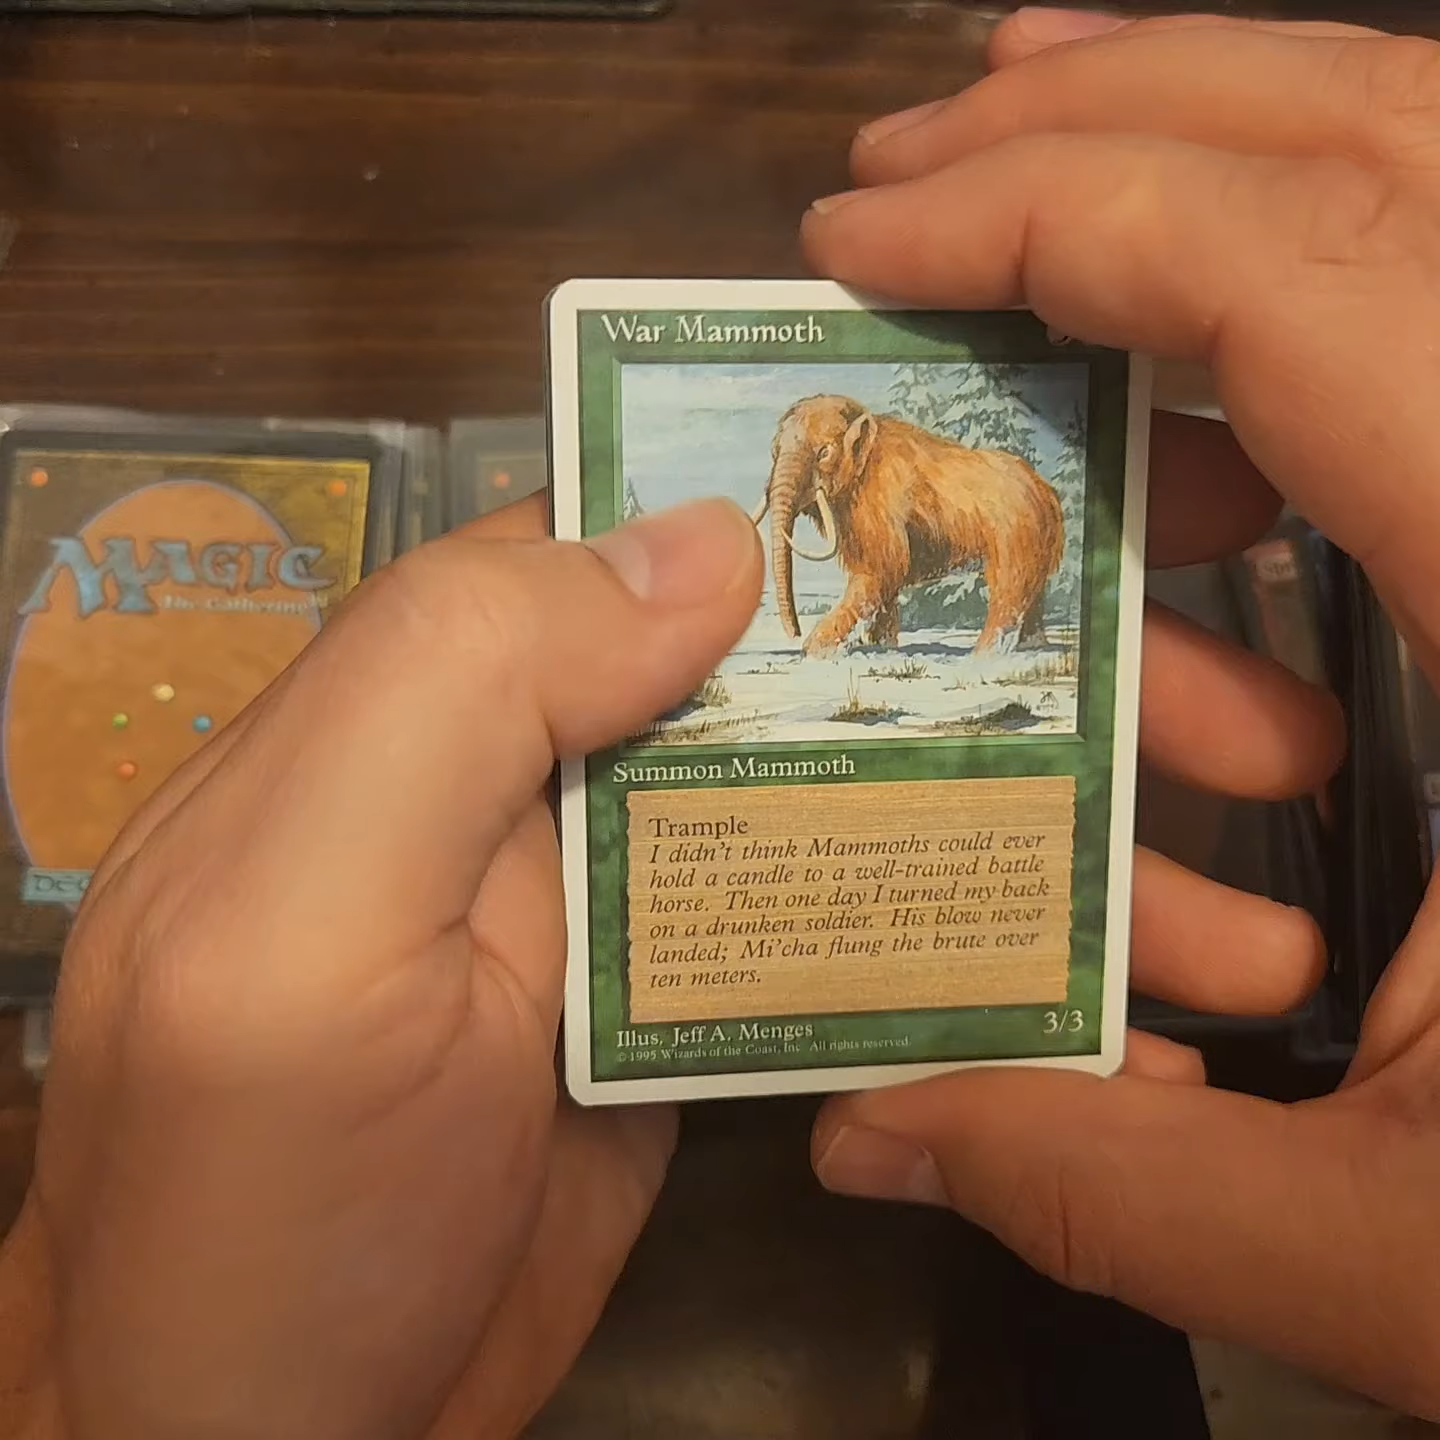 War Mammoth
MAGIC
The Gathering
Summon Mammoth
Trample
I didn't think Mammoths could ever
hold a candle to a well-trained battle
horse. Then one day I turned my back
on a drunken soldier. His blow never
landed; Mi'cha flung the brute over
ten meters.
Illus. Jeff A. Menges
3/3
© 1995 Wizards of the Coast, Inc. All rights reserved.